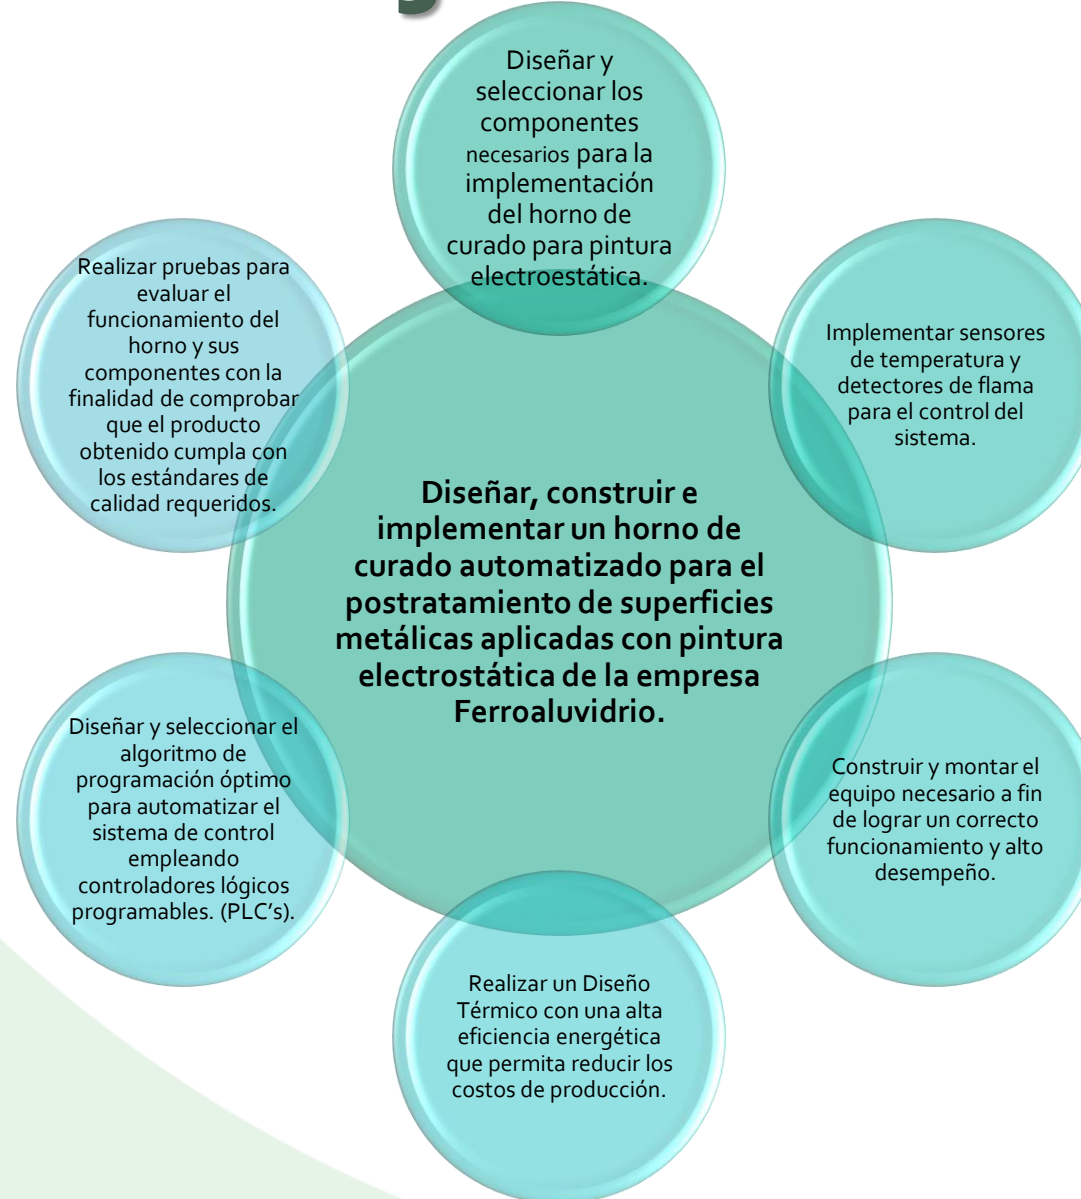 Diseñar y
seleccionar los
componentes
necesarios para la
implementación
del horno de
curado para pintura
electroestática.
Implementar sensores
de temperatura y
detectores de flama
para el control del
sistema.
Construir y montar el
equipo necesario a fin
de lograr un correcto
funcionamiento y alto
desempeño.
Realizar un Diseño
Térmico con una alta
eficiencia energética
que permita reducir los
costos de producción.
Diseñar y seleccionar el
algoritmo de
programación óptimo
para automatizar el
sistema de control
empleando
controladores lógicos
programables. (PLC’s).
Realizar pruebas para
evaluar el
funcionamiento del
horno y sus
componentes con la
finalidad de comprobar
que el producto
obtenido cumpla con
los estándares de
calidad requeridos.
Diseñar, construir e
implementar un horno de
curado automatizado para el
postratamiento de superficies
metálicas aplicadas con pintura
electrostática de la empresa
Ferroaluvidrio.